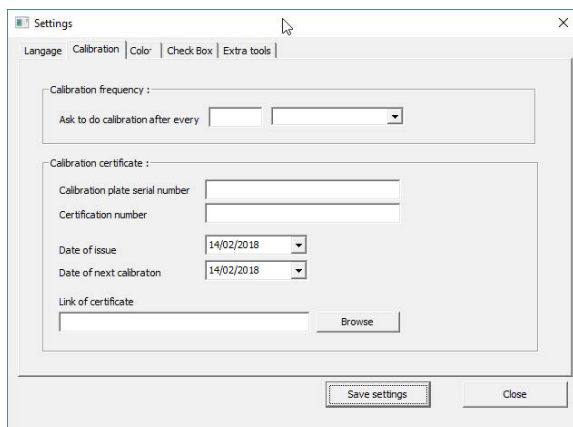 Settings
Langage Calibration Color Check Box Extra tools
Calibration frequency :
Ask to do calibration after every
Calibration certificate :
Calibration plate serial number
Certification number
Date of issue 14/02/2018
Date of next calibraton 14/02/2018
Link of certificate
Browse
Save settings Close